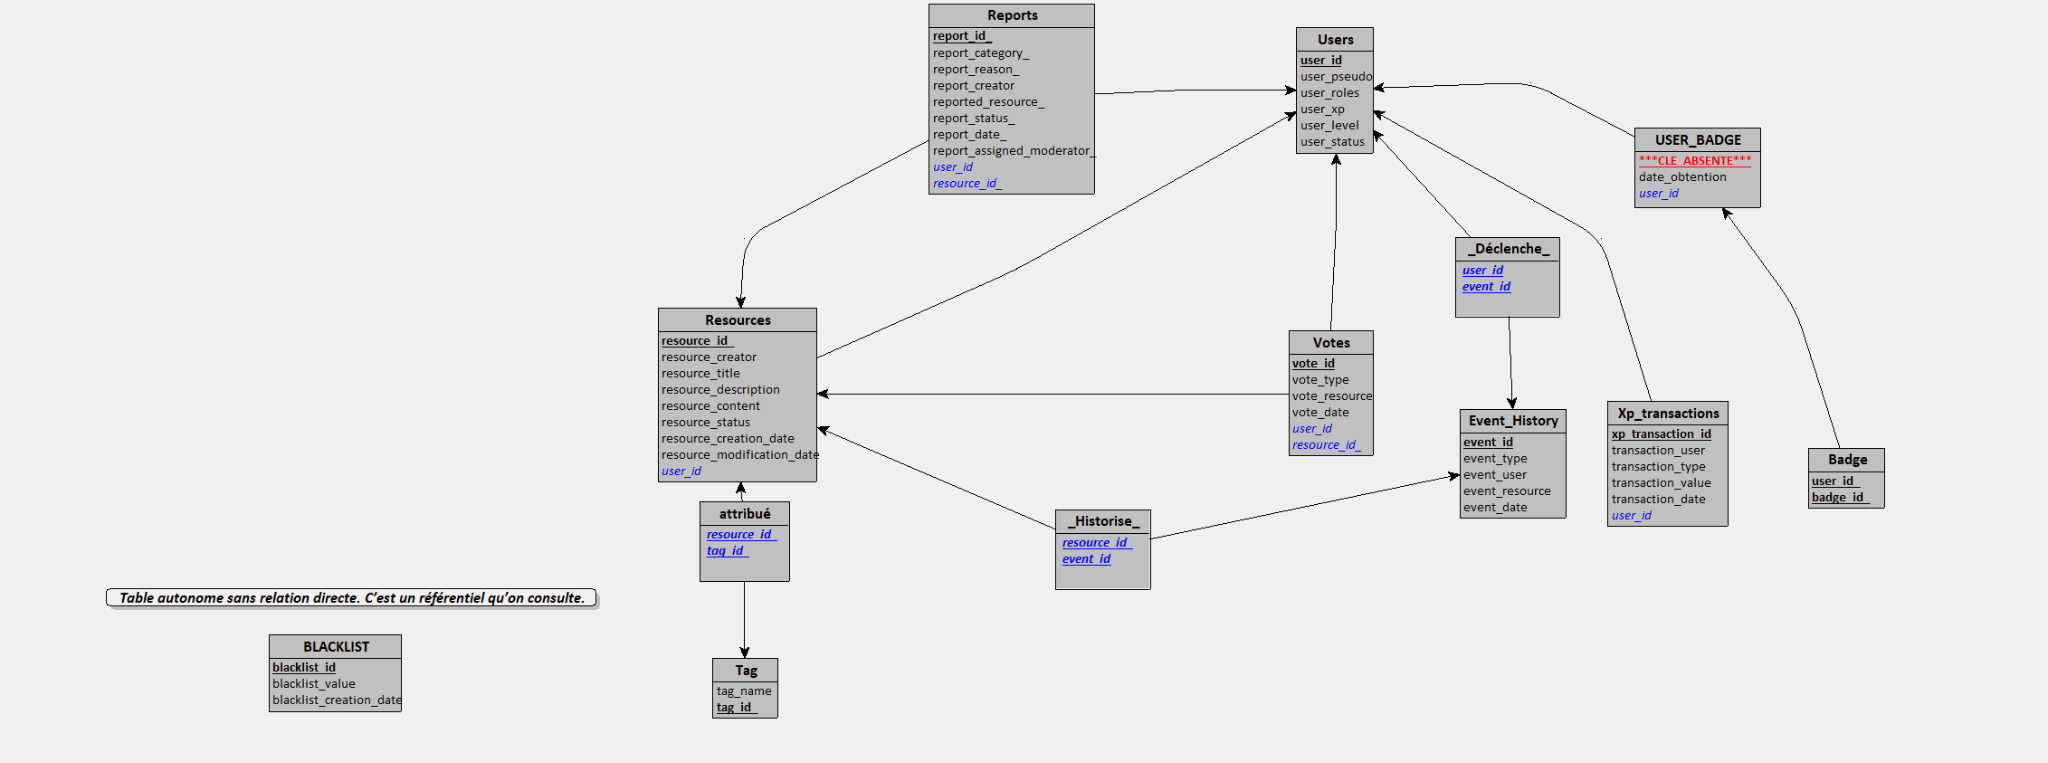 Reports
report_id_
report_category_
report_reason_
report_creator
reported_resource_
report_status_
report_date_
report_assigned_moderator_
user_id
resource_id_
Users
user_id
user_pseudo
user_roles
user_xp
user_level
user_status
USER_BADGE
***CLE_ABSENTE***
date_obtention
user_id
_Déclenche_
user_id
event_id
Resources
resource_id_
resource_creator
resource_title
resource_description
resource_content
resource_status
resource_creation_date
resource_modification_date
user_id
Votes
vote_id
vote_type
vote_resource
vote_date
user_id
resource_id_
Event_History
event_id
event_type
event_user
event_resource
event_date
Xp_transactions
xp_transaction_id
transaction_user
transaction_type
transaction_value
transaction_date
user_id
Badge
user_id_
badge_id_
attribué
resource_id_
tag_id_
_Historise_
resource_id_
event_id
Table autonome sans relation directe. C’est un référentiel qu’on consulte.
BLACKLIST
blacklist_id
blacklist_value
blacklist_creation_date
Tag
tag_name
tag_id_